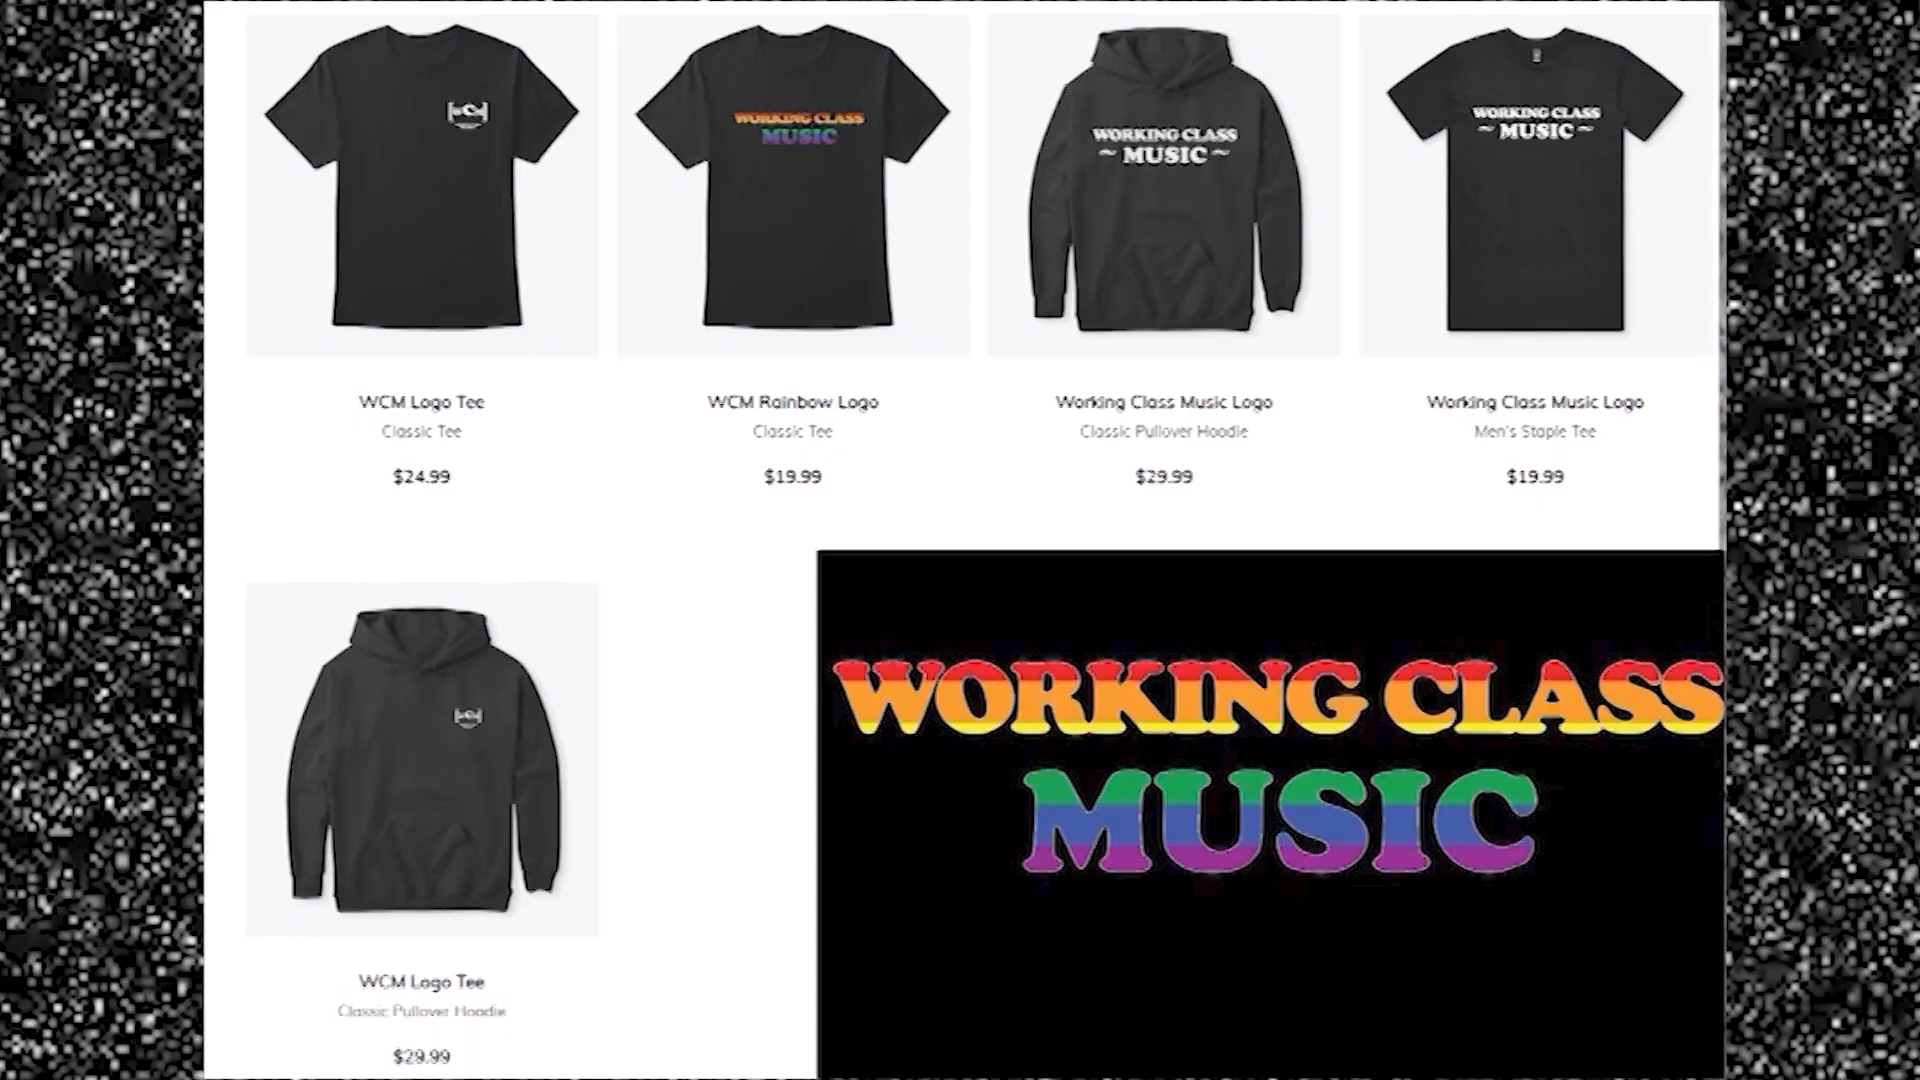 WCM
WORKING CLASS
MUSIC
WORKING CLASS
~ MUSIC ~
WORKING CLASS
~ MUSIC ~
WCM Logo Tee
Classic Tee
$24.99
WCM Rainbow Logo
Classic Tee
$19.99
Working Class Music Logo
Classic Pullover Hoodie
$29.99
Working Class Music Logo
Men's Staple Tee
$19.99
WCM
WCM Logo Tee
Classic Pullover Hoodie
$29.99
WORKING CLASS
MUSIC